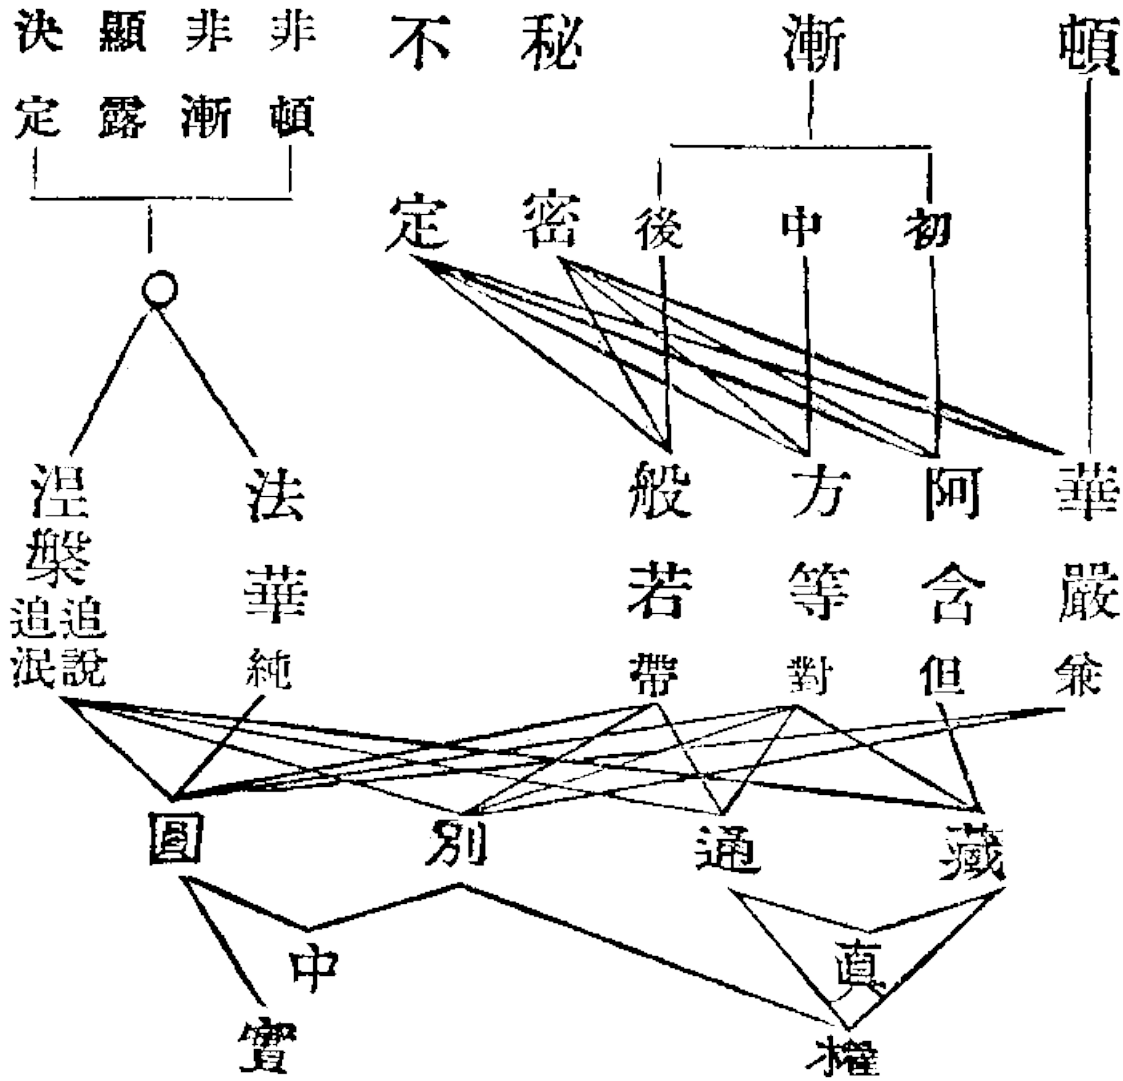 頓
漸
秘密
不定
非頓
非漸
顯露
決定
初
中
後
華嚴兼
阿含但
方等對
般若帶
法華純
涅槃追說追泯
藏
通
別
圓
真
中
權
實